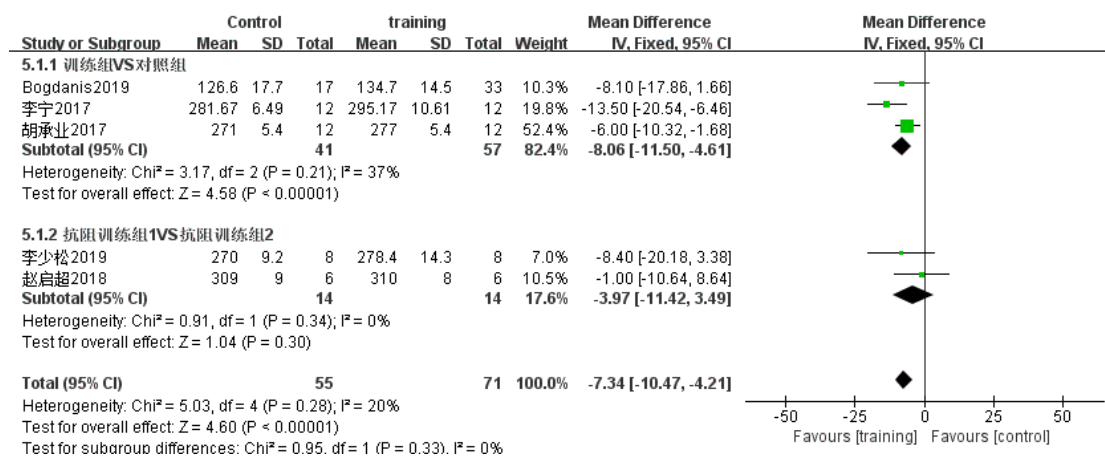 Control training Mean Difference Mean Difference
Study or Subgroup Mean SD Total Mean SD Total Weight IV, Fixed, 95% CI IV, Fixed, 95% CI
5.1.1 训练组VS对照组
Bogdanis2019 126.6 17.7 17 134.7 14.5 33 10.3% -8.10 [-17.86, 1.66]
李宁2017 281.67 6.49 12 295.17 10.61 12 19.8% -13.50 [-20.54, -6.46]
胡承业2017 271 5.4 12 277 5.4 12 52.4% -6.00 [-10.32, -1.68]
Subtotal (95% CI) 41 57 82.4% -8.06 [-11.50, -4.61]
Heterogeneity: Chi² = 3.17, df = 2 (P = 0.21); I² = 37%
Test for overall effect: Z = 4.58 (P < 0.00001)
5.1.2 抗阻训练组1VS抗阻训练组2
李少松2019 270 9.2 8 278.4 14.3 8 7.0% -8.40 [-20.18, 3.38]
赵启超2018 309 9 6 310 8 6 10.5% -1.00 [-10.64, 8.64]
Subtotal (95% CI) 14 14 17.6% -3.97 [-11.42, 3.49]
Heterogeneity: Chi² = 0.91, df = 1 (P = 0.34); I² = 0%
Test for overall effect: Z = 1.04 (P = 0.30)
Total (95% CI) 55 71 100.0% -7.34 [-10.47, -4.21]
Heterogeneity: Chi² = 5.03, df = 4 (P = 0.28); I² = 20%
Test for overall effect: Z = 4.60 (P < 0.00001)
Test for subgroup differences: Chi² = 0.95, df = 1 (P = 0.33), I² = 0%
-50 -25 0 25 50
Favours [training] Favours [control]